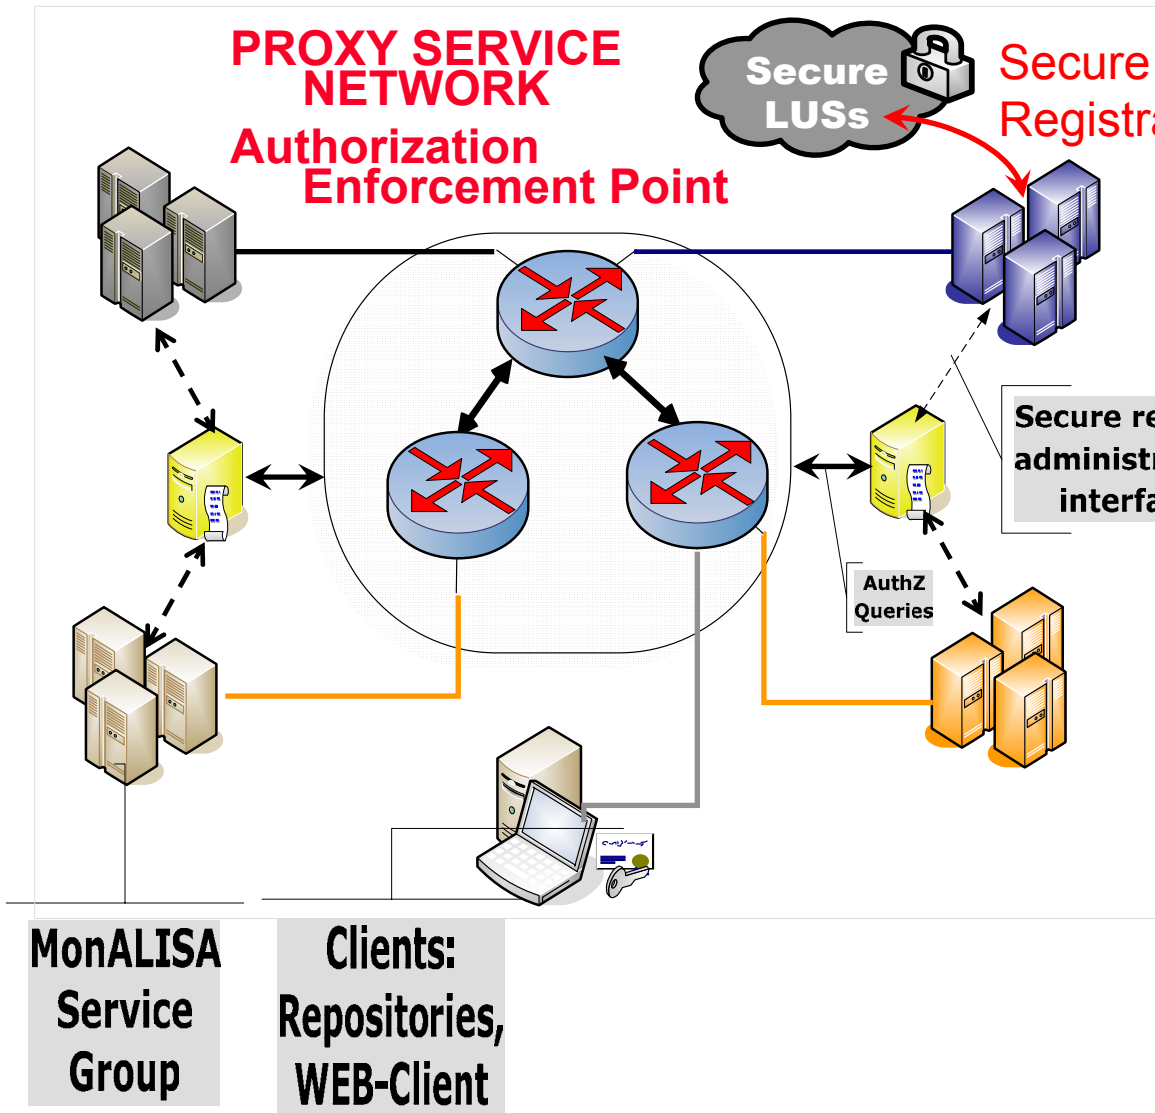 PROXY SERVICE
NETWORK
Authorization
Enforcement Point
Secure
LUSs
Secure
Registra
Secure re
administr
interfa
AuthZ
Queries
MonALISA
Service
Group
Clients:
Repositories,
WEB-Client